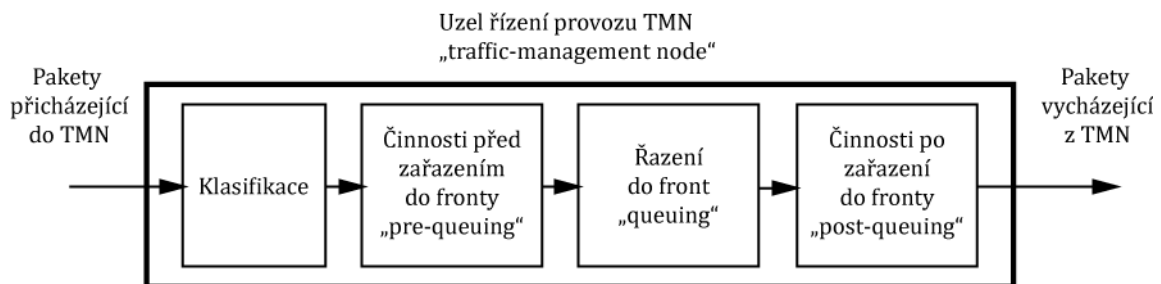 Uzel řízení provozu TMN
„traffic-management node“
Pakety
přicházející
do TMN
Klasifikace
Činnosti před
zařazením
do fronty
„pre-queuing“
Řazení
do front
„queuing“
Činnosti po
zařazení
do fronty
„post-queuing“
Pakety
vycházející
z TMN